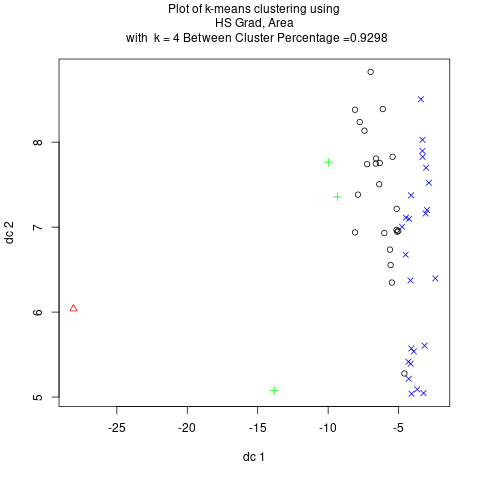 Plot of k-means clustering using
HS Grad, Area
with k = 4 Between Cluster Percentage =0.9298
dc 2
8
7
6
5
-25 -20 -15 -10 -5
dc 1